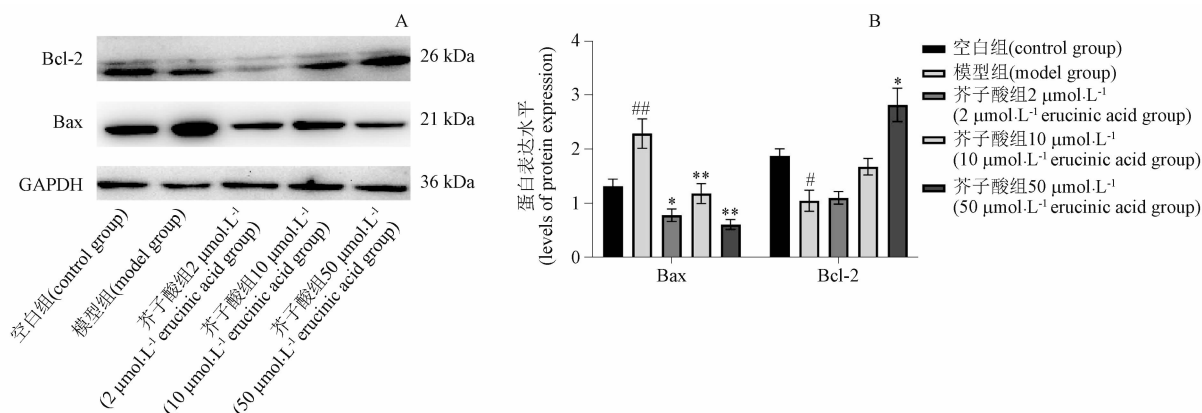 A
Bcl-2
26 kDa
Bax
21 kDa
GAPDH
36 kDa
空白组(control group)
模型组(model group)
芥子酸组2 μmol·L-1
(2 μmol·L-1 erucinic acid group)
芥子酸组10 μmol·L-1
(10 μmol·L-1 erucinic acid group)
芥子酸组50 μmol·L-1
(50 μmol·L-1 erucinic acid group)
B
蛋白表达水平
(levels of protein expression)
4
3
2
1
0
##
*
**
**
#
*
Bax
Bcl-2
空白组(control group)
模型组(model group)
芥子酸组2 μmol·L-1
(2 μmol·L-1 erucinic acid group)
芥子酸组10 μmol·L-1
(10 μmol·L-1 erucinic acid group)
芥子酸组50 μmol·L-1
(50 μmol·L-1 erucinic acid group)